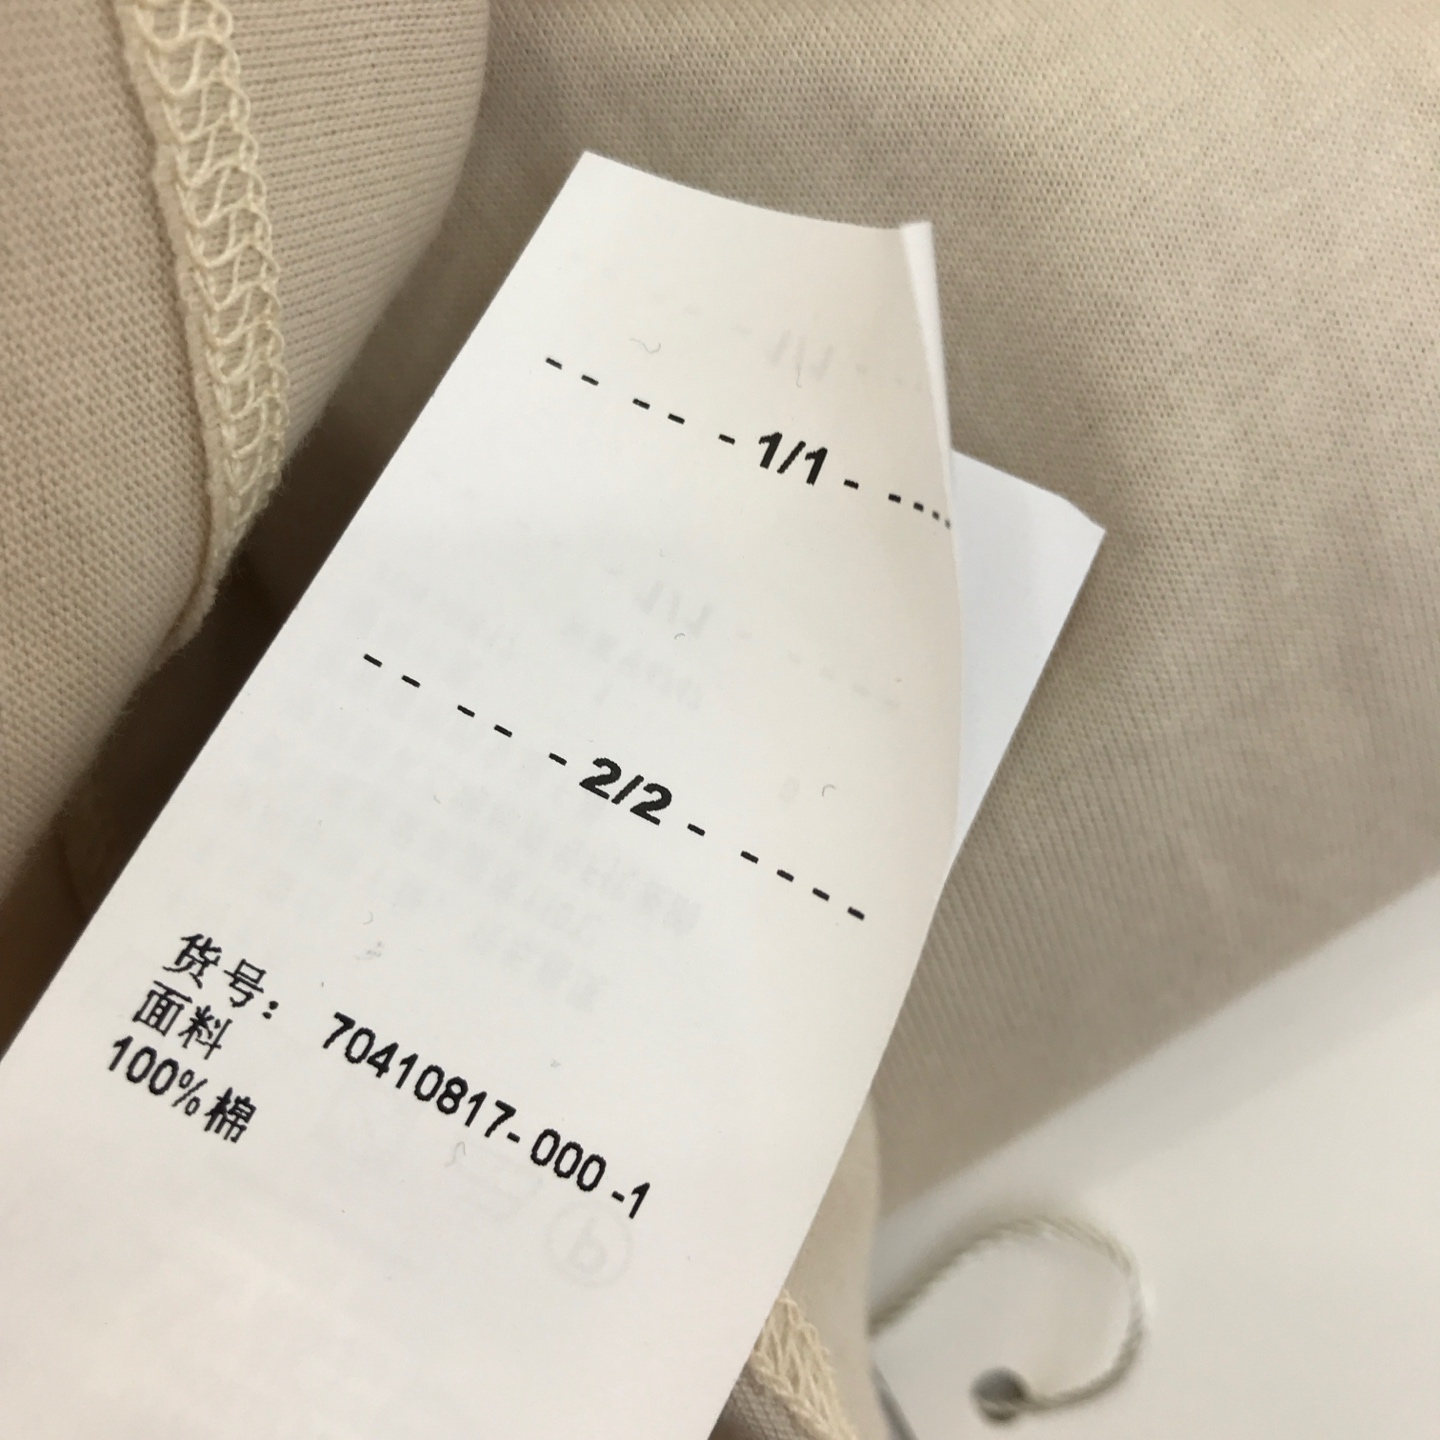 -- -- -1/1- ----
-- -- -2/2- ----
货号: 70410817-000-1
面料
100%棉